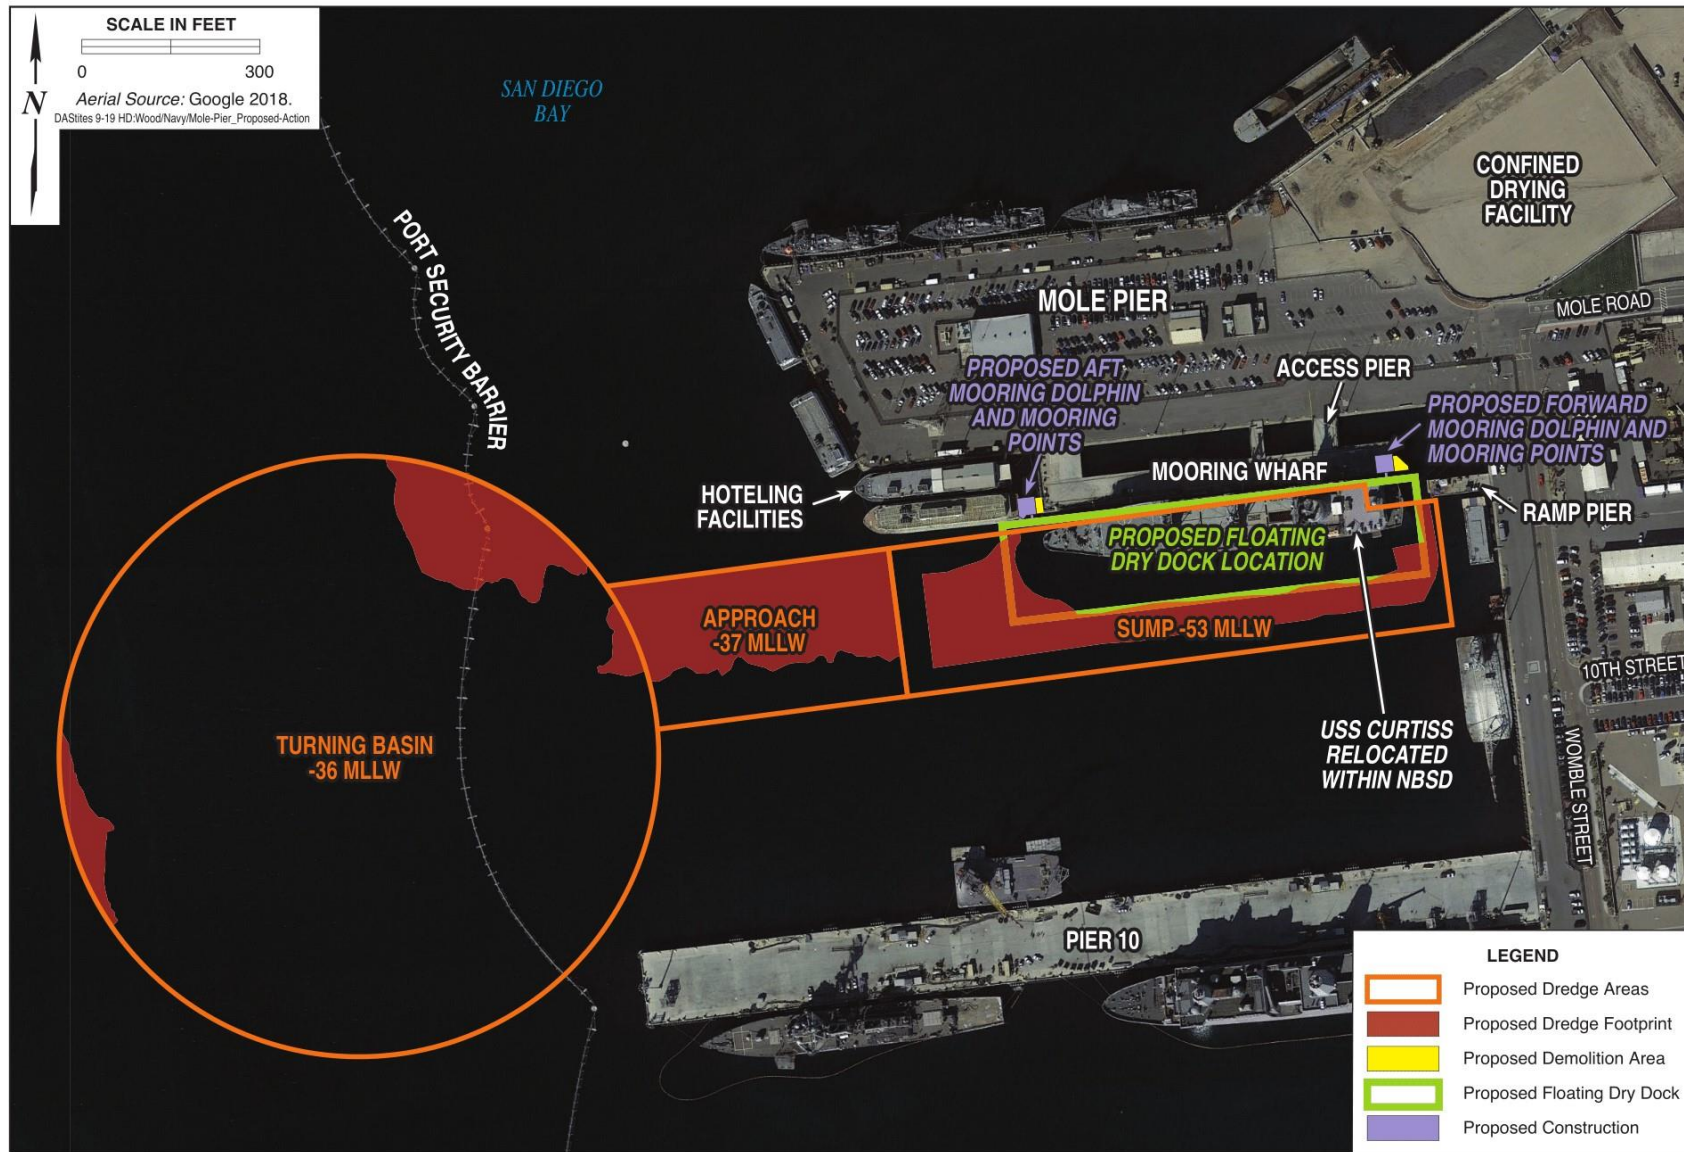 SCALE IN FEET
0 300
N
Aerial Source: Google 2018.
DAStites 9-19 HD:Wood/Navy/Mole-Pier_Proposed-Action
SAN DIEGO
BAY
PORT SECURITY BARRIER
CONFINED
DRYING
FACILITY
MOLE PIER
MOLE ROAD
PROPOSED AFT
MOORING DOLPHIN
AND MOORING
POINTS
ACCESS PIER
PROPOSED FORWARD
MOORING DOLPHIN AND
MOORING POINTS
MOORING WHARF
HOTELING
FACILITIES
RAMP PIER
PROPOSED FLOATING
DRY DOCK LOCATION
APPROACH
-37 MLLW
SUMP -53 MLLW
10TH STREET
TURNING BASIN
-36 MLLW
USS CURTISS
RELOCATED
WITHIN NBSD
WOMBLE STREET
PIER 10
LEGEND
Proposed Dredge Areas
Proposed Dredge Footprint
Proposed Demolition Area
Proposed Floating Dry Dock
Proposed Construction